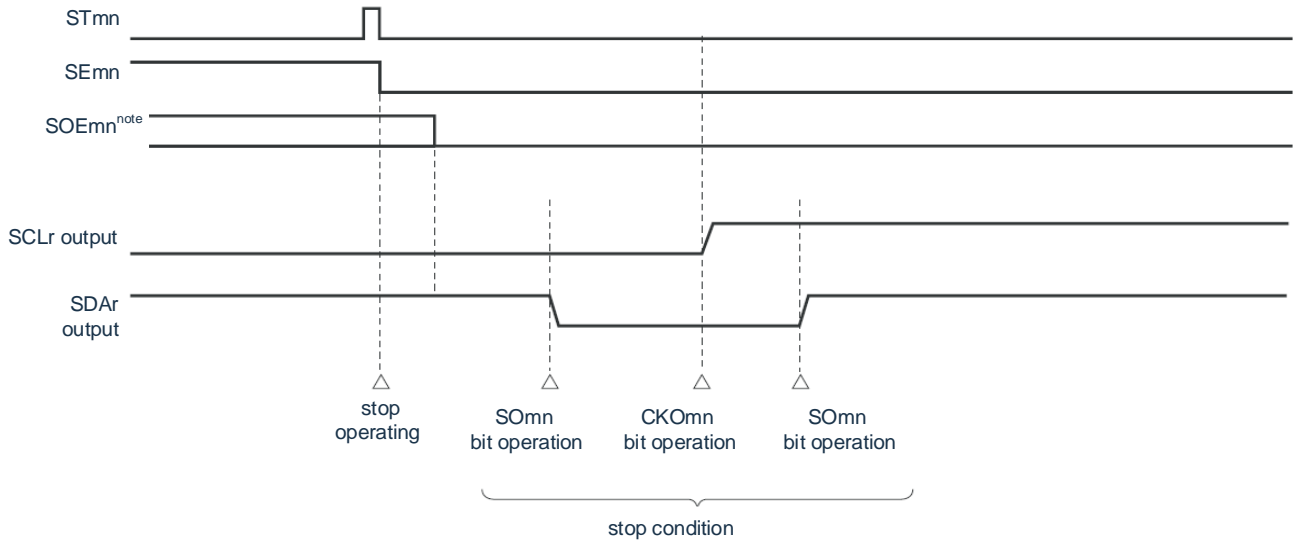 STmn
SEmn
SOEmnnote
SCLr output
SDAr
output
stop
operating
SOmn
bit operation
CKOmn
bit operation
SOmn
bit operation
stop condition